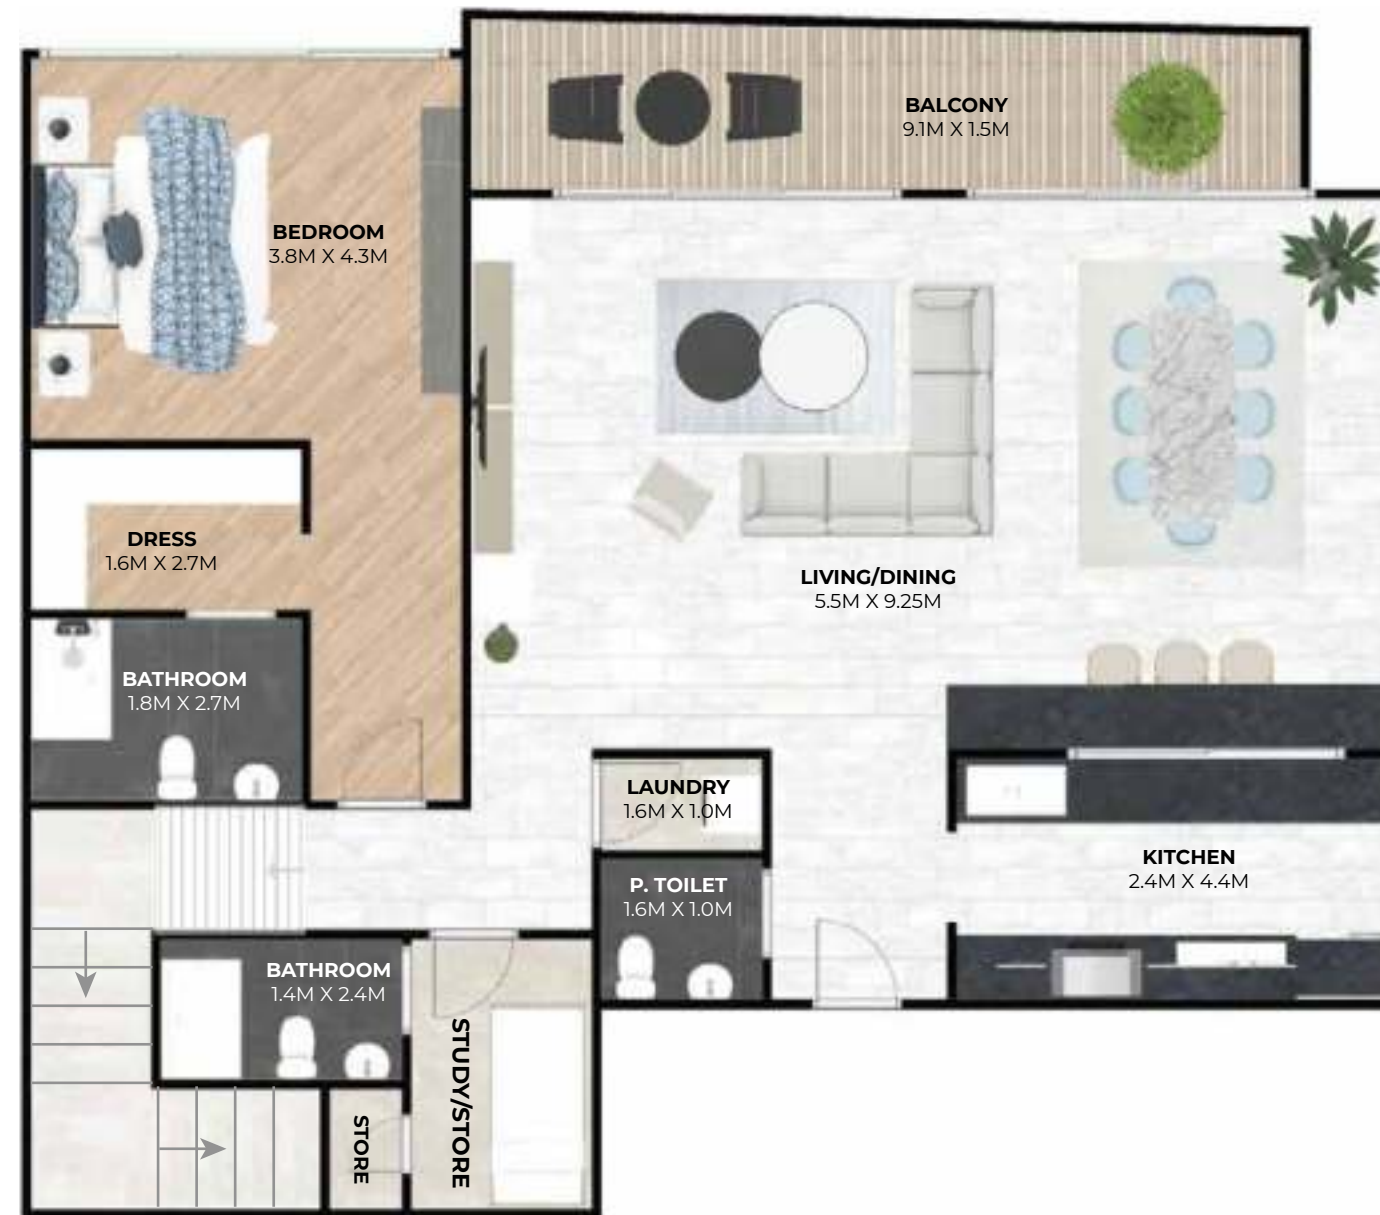 BALCONY
9.1M X 1.5M
BEDROOM
3.8M X 4.3M
DRESS
1.6M X 2.7M
LIVING/DINING
5.5M X 9.25M
BATHROOM
1.8M X 2.7M
LAUNDRY
1.6M X 1.0M
KITCHEN
2.4M X 4.4M
P. TOILET
1.6M X 1.0M
BATHROOM
1.4M X 2.4M
STUDY/STORE
STORE